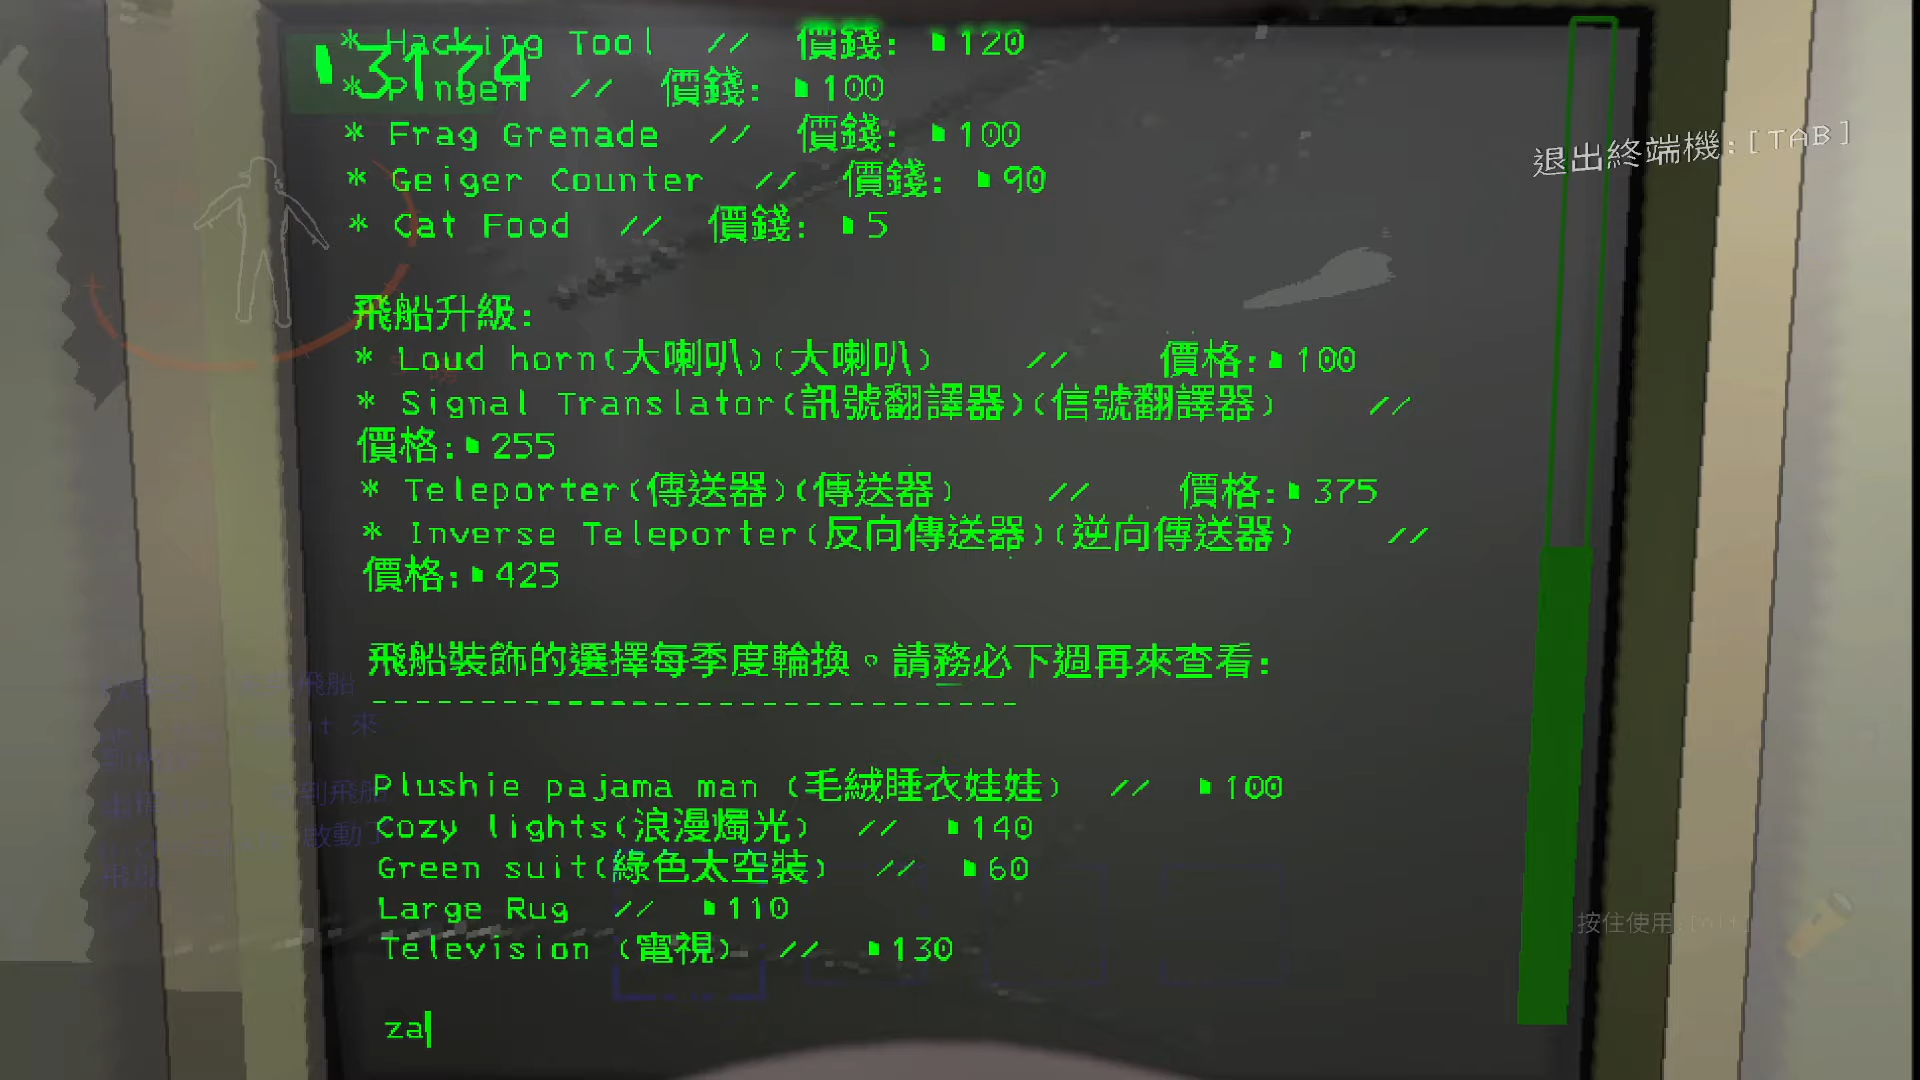 * Hacking Tool // 價錢: 120
3174
* Pinger // 價錢: 100
* Frag Grenade // 價錢: 100
退出終端機:[TAB]
* Geiger Counter // 價錢: 90
* Cat Food // 價錢: 5
飛船升級:
* Loud horn(大喇叭)(大喇叭) // 價格: 100
* Signal Translator(訊號翻譯器)(信號翻譯器) //
價格: 255
* Teleporter(傳送器)(傳送器) // 價格: 375
* Inverse Teleporter(反向傳送器)(逆向傳送器) //
價格: 425
飛船裝飾的選擇每季度輪換。請務必下週再來查看:
--------------------------------
Plushie pajama man (毛絨睡衣娃娃) // 100
Cozy lights(浪漫燭光) // 140
Green suit(綠色太空裝) // 60
Large Rug // 110
按住使用:
Television (電視) // 130
za